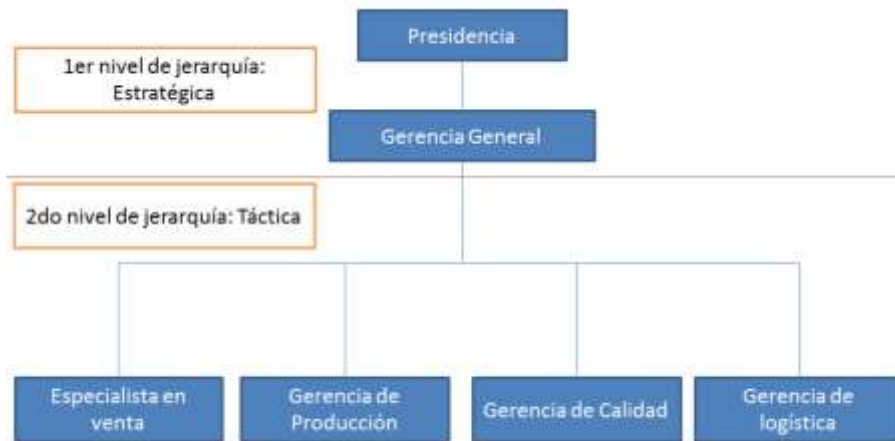 Presidencia
1er nivel de jerarquía:
Estratégica
Gerencia General
2do nivel de jerarquía: Táctica
Especialista en
venta
Gerencia de
Producción
Gerencia de Calidad
Gerencia de
logística